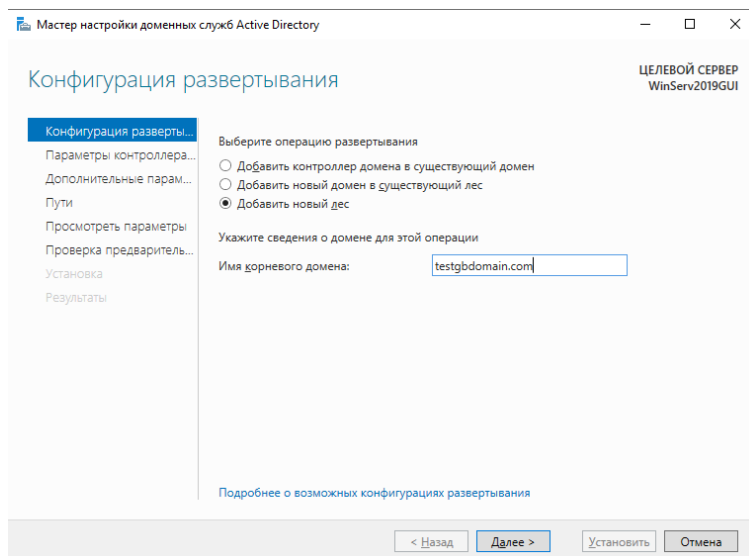 Мастер настройки доменных служб Active Directory
Конфигурация развертывания
ЦЕЛЕВОЙ СЕРВЕР
WinServ2019GUI
Конфигурация разверты...
Параметры контроллера...
Дополнительные парам...
Пути
Просмотреть параметры
Проверка предваритель...
Установка
Результаты
Выберите операцию развертывания
Добавить контроллер домена в существующий домен
Добавить новый домен в существующий лес
Добавить новый лес
Укажите сведения о домене для этой операции
Имя корневого домена: testgbdomain.com
Подробнее о возможных конфигурациях развертывания
< Назад Далее > Установить Отмена